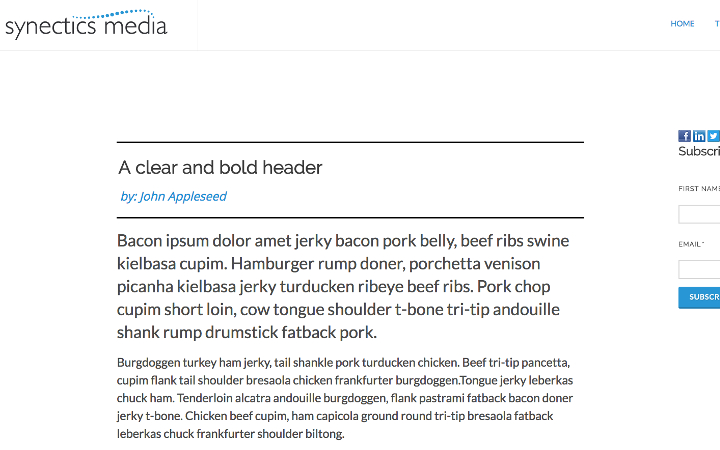 synectics media
HOME
T
A clear and bold header
by: John Appleseed
Bacon ipsum dolor amet jerky bacon pork belly, beef ribs swine
kielbasa cupim. Hamburger rump doner, porchetta venison
picanha kielbasa jerky turducken ribeye beef ribs. Pork chop
cupim short loin, cow tongue shoulder t-bone tri-tip andouille
shank rump drumstick fatback pork.
Burgdoggen turkey ham jerky, tail shankle pork turducken chicken. Beef tri-tip pancetta,
cupim flank tail shoulder bresaola chicken frankfurter burgdoggen.Tongue jerky leberkas
chuck ham. Tenderloin alcatra andouille burgdoggen, flank pastrami fatback bacon doner
jerky t-bone. Chicken beef cupim, ham capicola ground round tri-tip bresaola fatback
leberkas chuck frankfurter shoulder biltong.
f in
Subscri
FIRST NAME
EMAIL*
SUBSCR